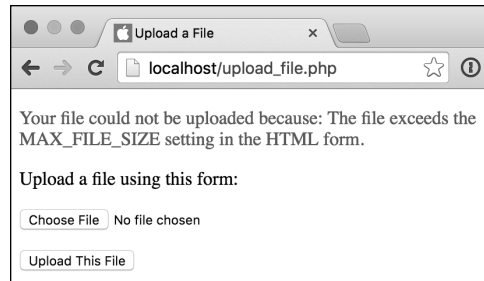 Upload a File
localhost/upload_file.php
Your file could not be uploaded because: The file exceeds the
MAX_FILE_SIZE setting in the HTML form.
Upload a file using this form:
Choose File No file chosen
Upload This File